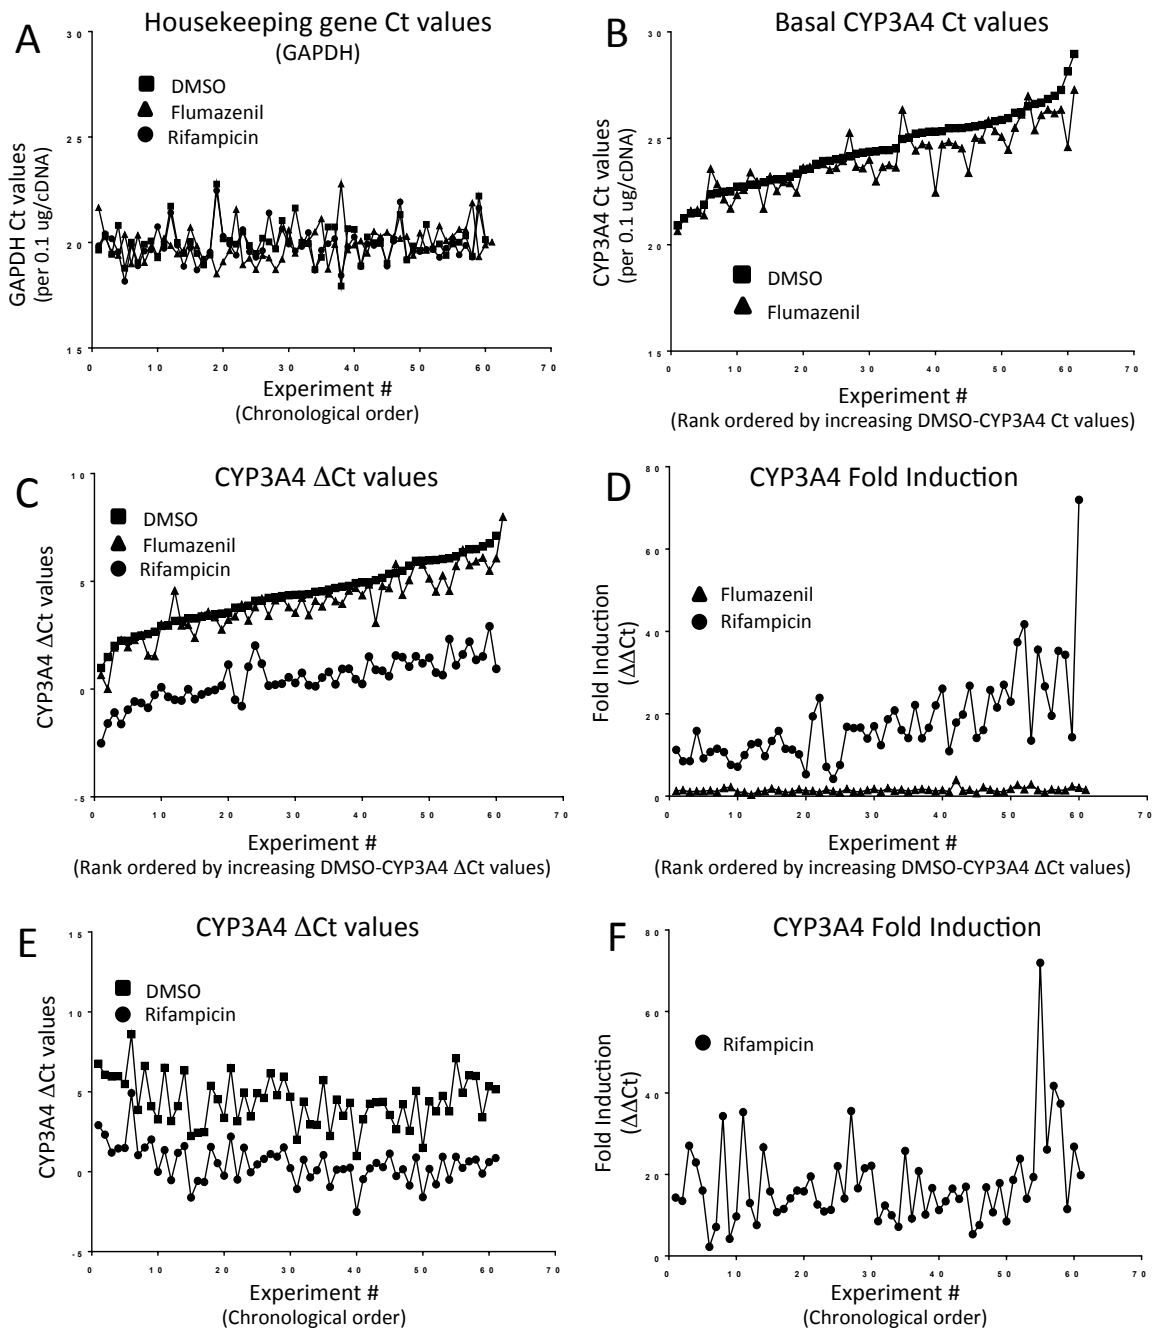 A
Housekeeping gene Ct values
(GAPDH)
30
25
20
15
GAPDH Ct values
(per 0.1 ug/cDNA)
DMSO
Flumazenil
Rifampicin
0 10 20 30 40 50 60 70
Experiment #
(Chronological order)
B
Basal CYP3A4 Ct values
30
25
20
15
CYP3A4 Ct values
(per 0.1 ug/cDNA)
DMSO
Flumazenil
0 10 20 30 40 50 60 70
Experiment #
(Rank ordered by increasing DMSO-CYP3A4 Ct values)
C
CYP3A4 ΔCt values
10
5
0
-5
CYP3A4 ΔCt values
DMSO
Flumazenil
Rifampicin
0 10 20 30 40 50 60 70
Experiment #
(Rank ordered by increasing DMSO-CYP3A4 ΔCt values)
D
CYP3A4 Fold Induction
80
60
40
20
0
Fold Induction
(ΔΔCt)
Flumazenil
Rifampicin
0 10 20 30 40 50 60 70
Experiment #
(Rank ordered by increasing DMSO-CYP3A4 ΔCt values)
E
CYP3A4 ΔCt values
15
10
5
0
-5
CYP3A4 ΔCt values
DMSO
Rifampicin
0 10 20 30 40 50 60 70
Experiment #
(Chronological order)
F
CYP3A4 Fold Induction
80
60
40
20
0
Fold Induction
(ΔΔCt)
Rifampicin
0 10 20 30 40 50 60 70
Experiment #
(Chronological order)